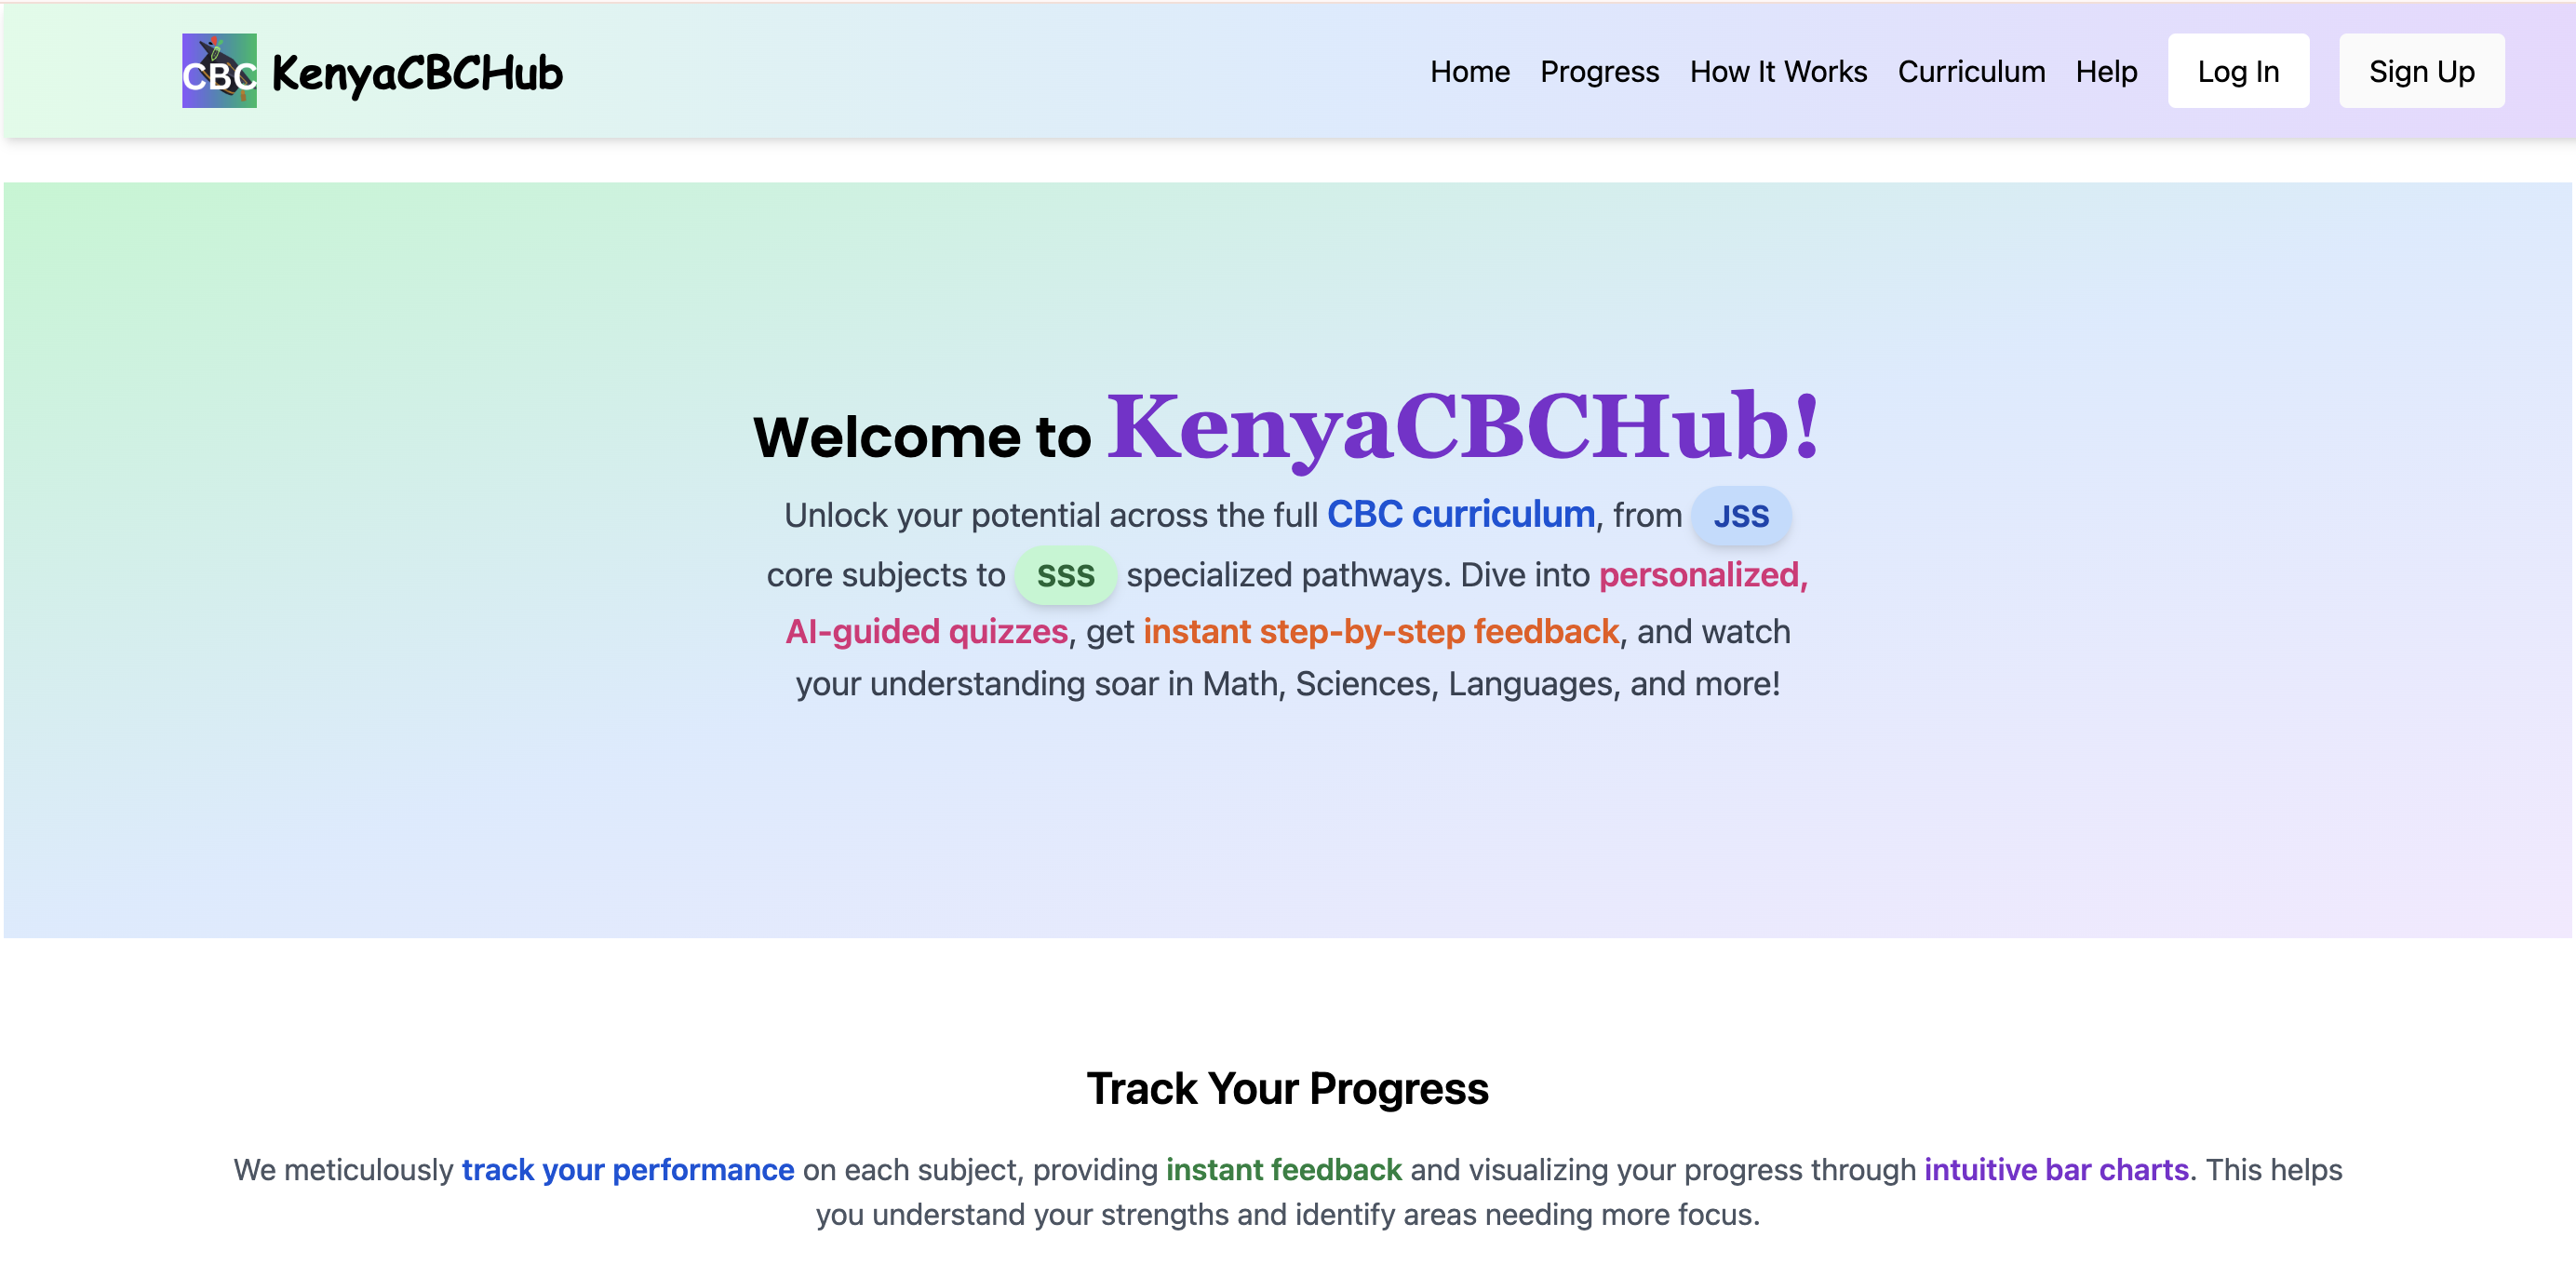 CBC KenyaCBCHub Home Progress How It Works Curriculum Help Log In Sign Up
Welcome to KenyaCBCHub!
Unlock your potential across the full CBC curriculum, from JSS
core subjects to SSS specialized pathways. Dive into personalized,
AI-guided quizzes, get instant step-by-step feedback, and watch
your understanding soar in Math, Sciences, Languages, and more!
Track Your Progress
We meticulously track your performance on each subject, providing instant feedback and visualizing your progress through intuitive bar charts. This helps
you understand your strengths and identify areas needing more focus.